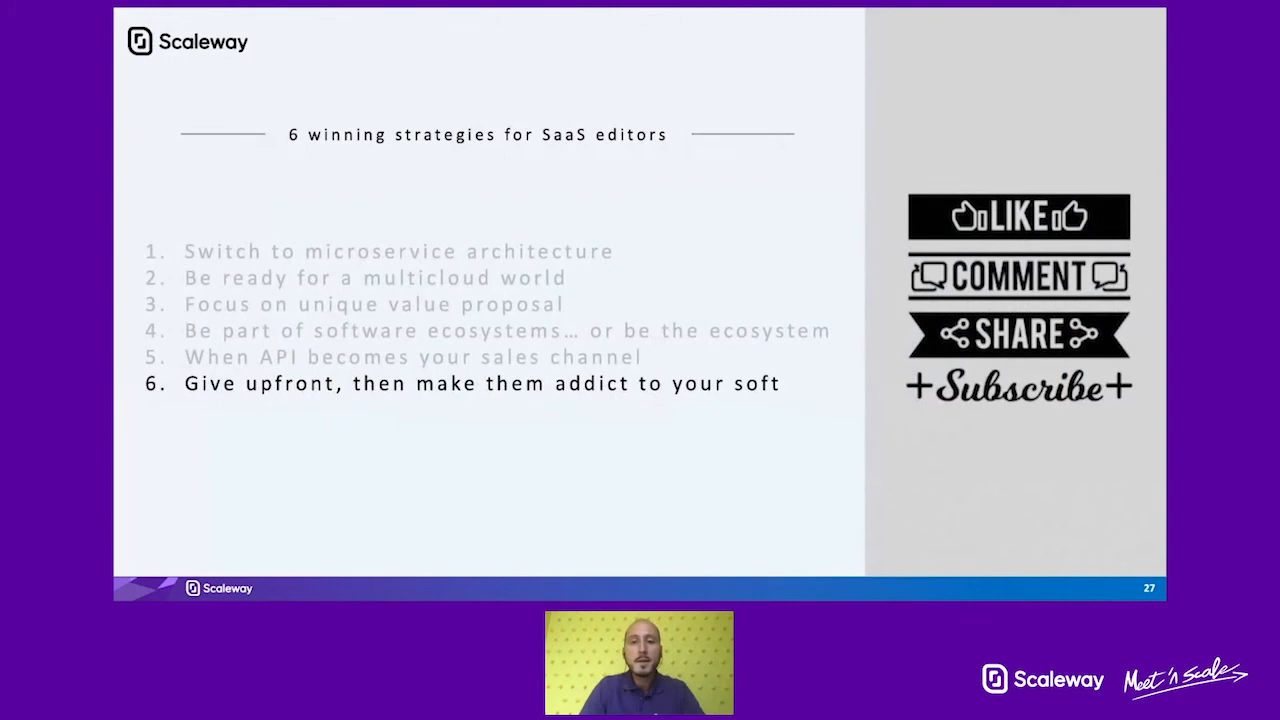 Scaleway
6 winning strategies for SaaS editors
1. Switch to microservice architecture
2. Be ready for a multicloud world
3. Focus on unique value proposal
4. Be part of software ecosystems… or be the ecosystem
5. When API becomes your sales channel
6. Give upfront, then make them addict to your soft
LIKE
COMMENT
SHARE
+Subscribe+
Scaleway
27
Scaleway
Meet 'n Scale